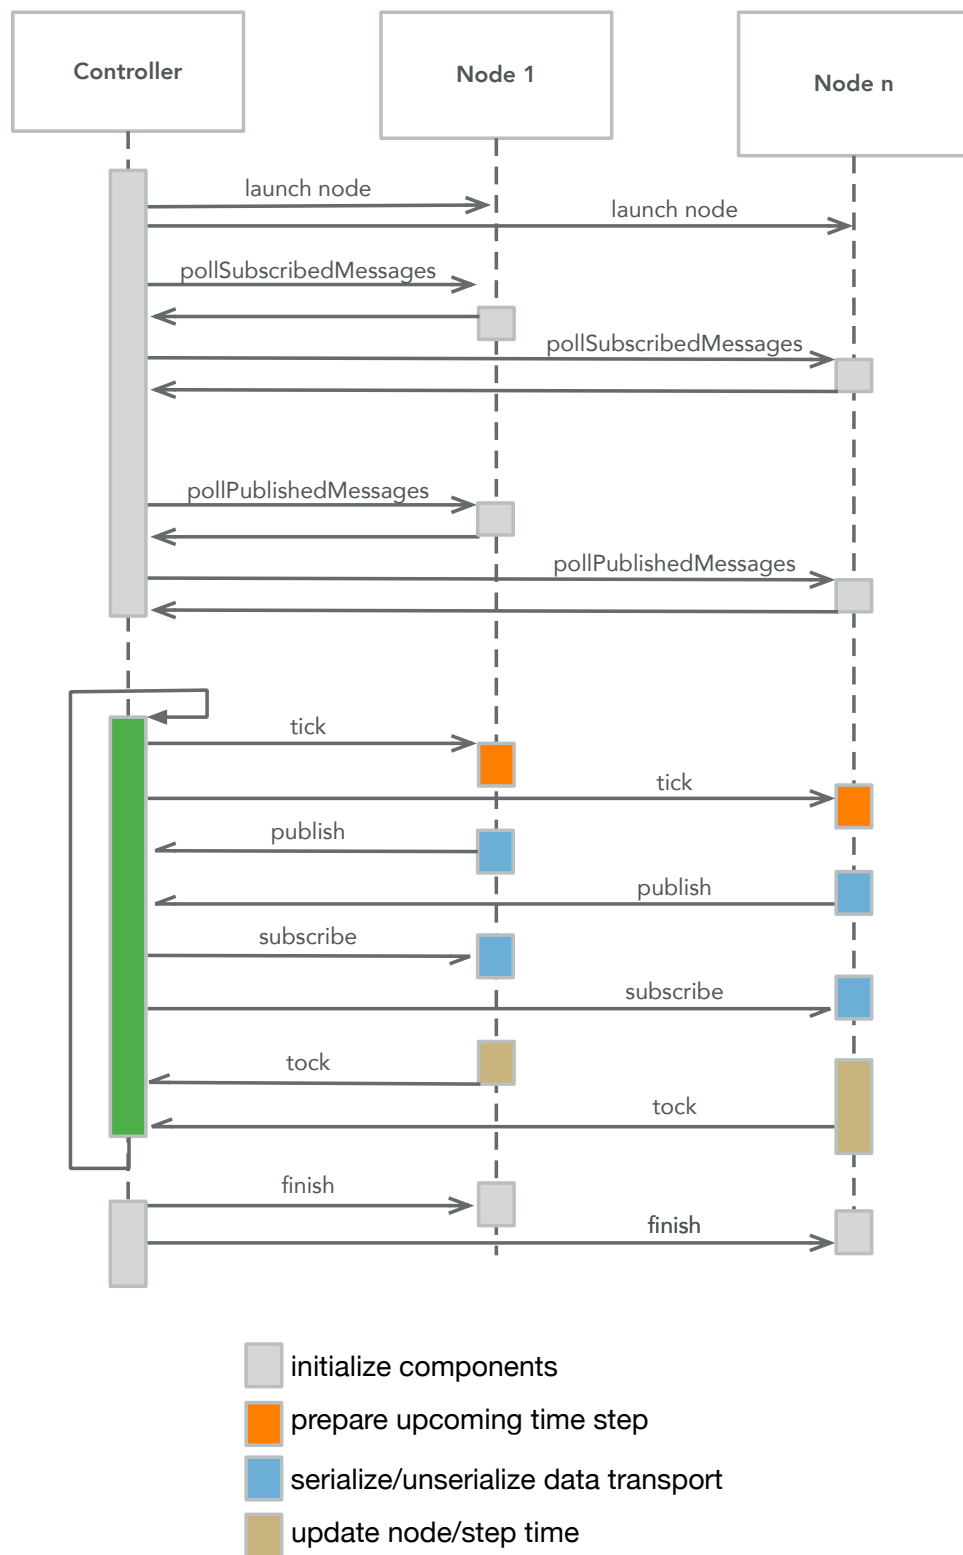 Controller
Node 1
Node n
launch node
launch node
pollSubscribedMessages
pollSubscribedMessages
pollPublishedMessages
pollPublishedMessages
tick
tick
publish
publish
subscribe
subscribe
tock
tock
finish
finish
initialize components
prepare upcoming time step
serialize/unserialize data transport
update node/step time